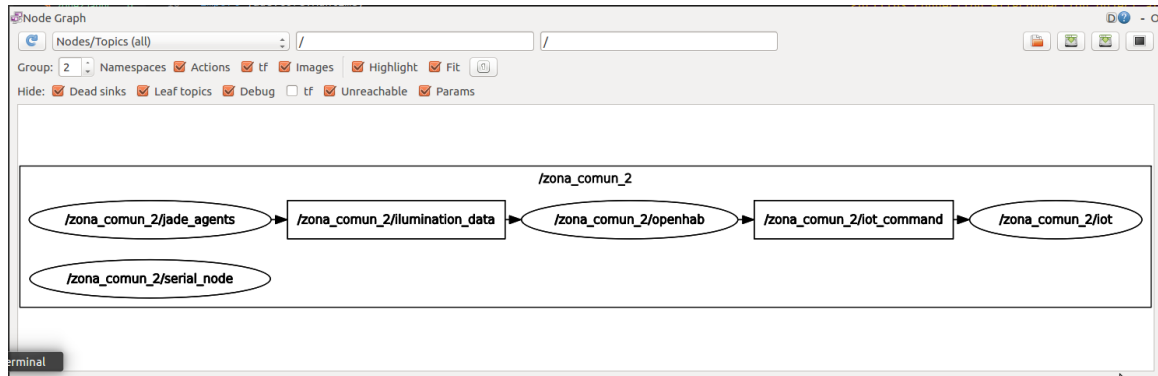 Node Graph D - O
Nodes/Topics (all) / /
Group: 2 Namespaces Actions tf Images Highlight Fit
Hide: Dead sinks Leaf topics Debug tf Unreachable Params
/zona_comun_2
/zona_comun_2/jade_agents /zona_comun_2/ilumination_data /zona_comun_2/openhab /zona_comun_2/iot_command /zona_comun_2/iot
/zona_comun_2/serial_node
erminal